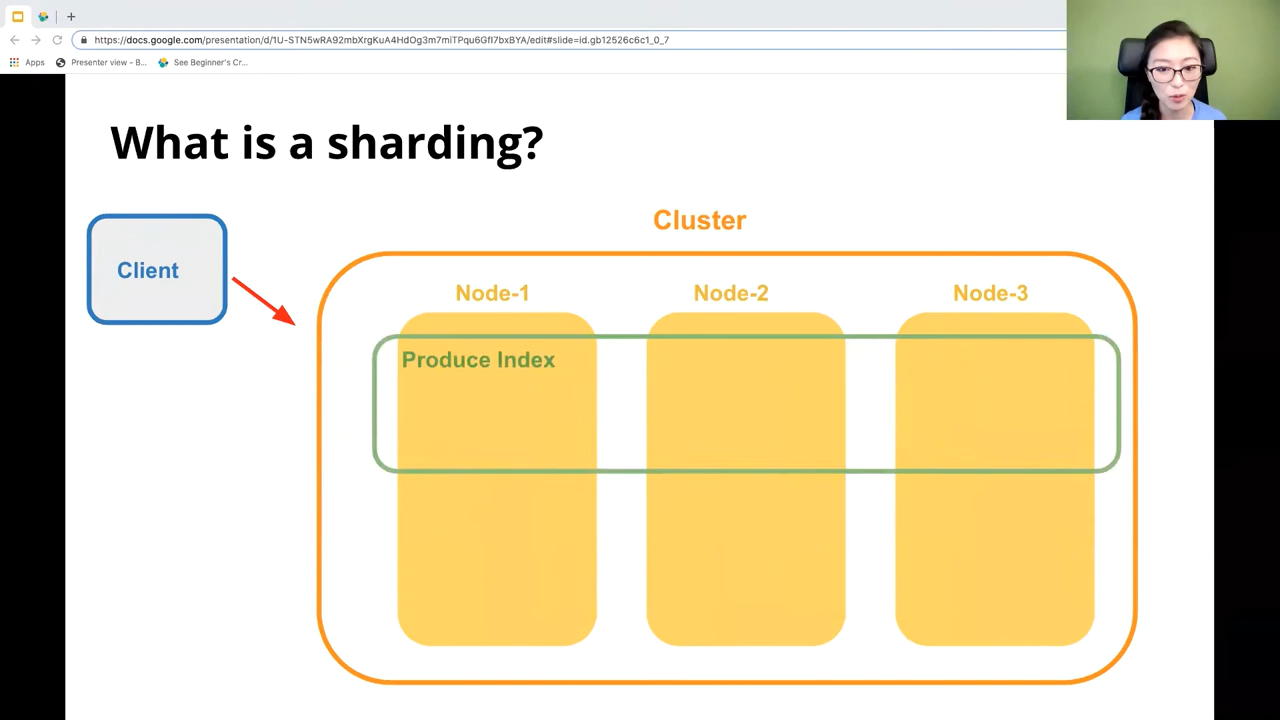 https://docs.google.com/presentation/d/1U-STN5wRA92mbXrgKuA4HdOg3m7miTPqu6GfI7bxBYA/edit#slide=id.gb12526c6c1_0_7
Apps Presenter view - B... See Beginner's Cr...
What is a sharding?
Cluster
Client
Node-1 Node-2 Node-3
Produce Index